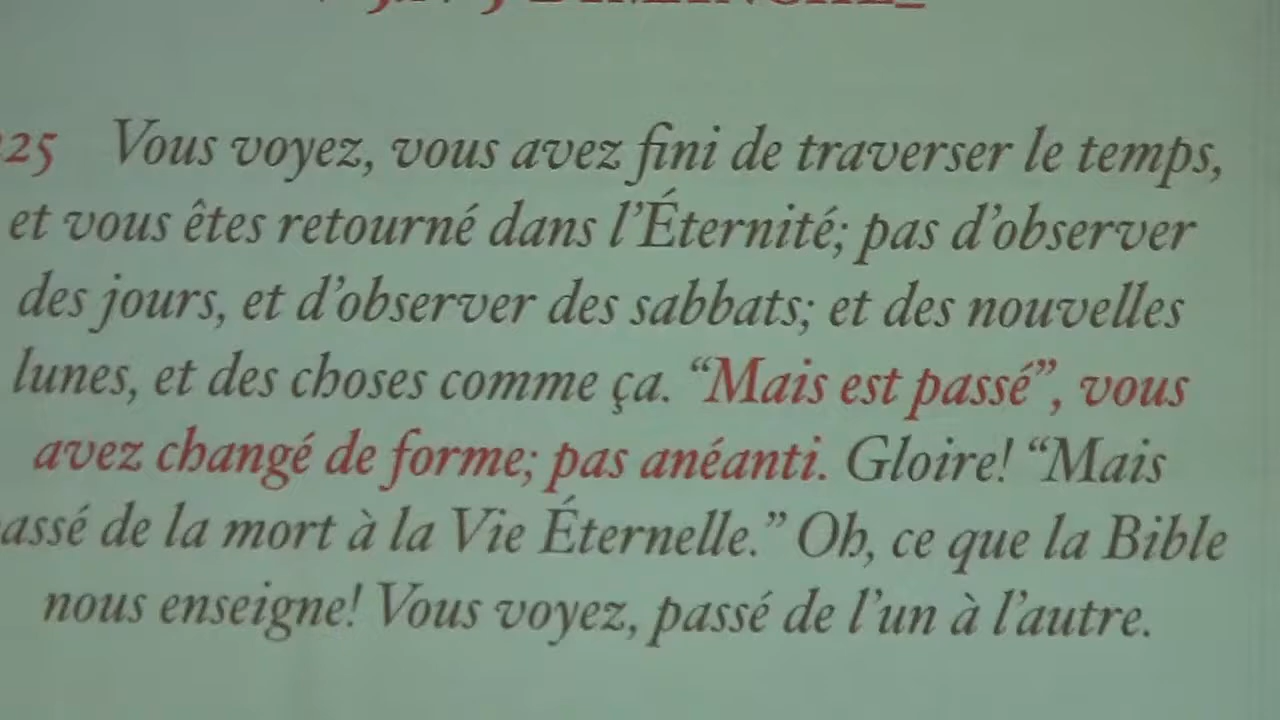 25 Vous voyez, vous avez fini de traverser le temps,
et vous êtes retourné dans l’Éternité; pas d’observer
des jours, et d’observer des sabbats; et des nouvelles
lunes, et des choses comme ça. “Mais est passé”, vous
avez changé de forme; pas anéanti. Gloire! “Mais
assé de la mort à la Vie Éternelle.” Oh, ce que la Bible
nous enseigne! Vous voyez, passé de l’un à l’autre.